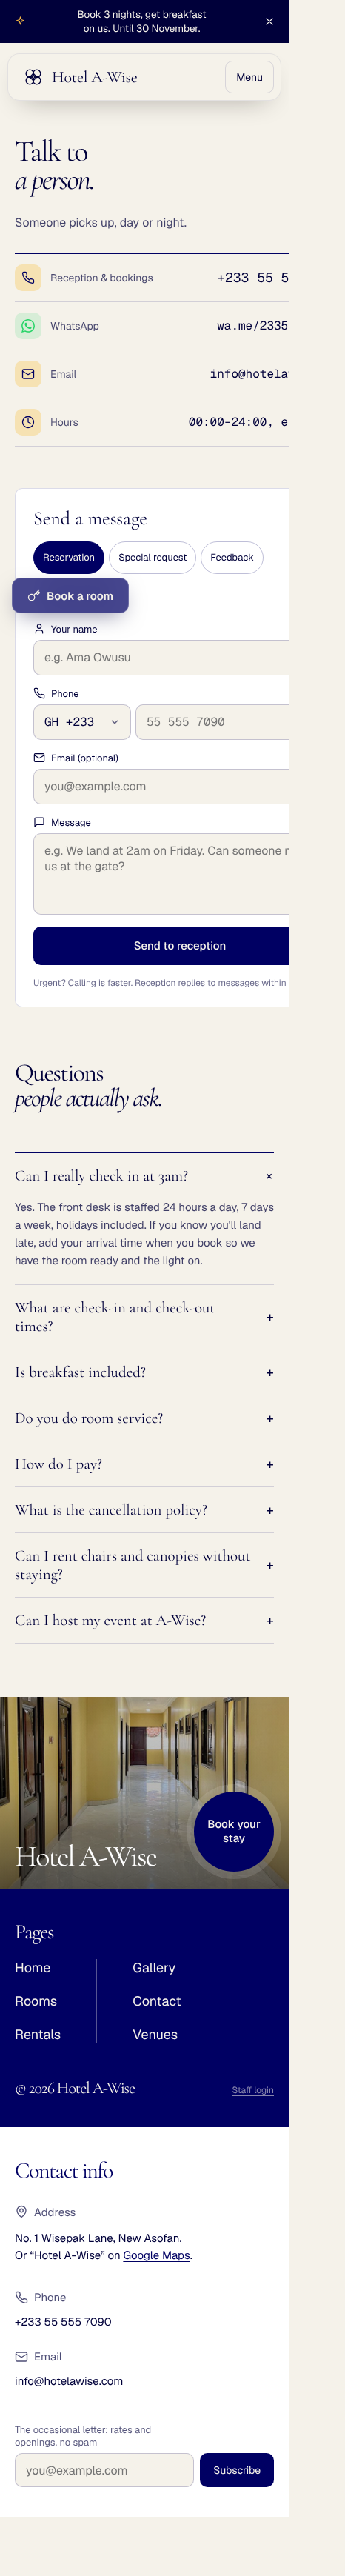 Book 3 nights, get breakfast
on us. Until 30 November.
Hotel A-Wise
Menu
Talk to
a person.
Someone picks up, day or night.
Reception & bookings
+233 55 5
WhatsApp
wa.me/2335
Email
info@hotela
Hours
00:00–24:00, e
Send a message
Reservation
Special request
Feedback
Book a room
Your name
e.g. Ama Owusu
Phone
GH +233
55 555 7090
Email (optional)
you@example.com
Message
e.g. We land at 2am on Friday. Can someone
us at the gate?
Send to reception
Urgent? Calling is faster. Reception replies to messages within
Questions
people actually ask.
Can I really check in at 3am?
Yes. The front desk is staffed 24 hours a day, 7 days
a week, holidays included. If you know you'll land
late, add your arrival time when you book so we
have the room ready and the light on.
What are check-in and check-out
times?
Is breakfast included?
Do you do room service?
How do I pay?
What is the cancellation policy?
Can I rent chairs and canopies without
staying?
Can I host my event at A-Wise?
Hotel A-Wise
Book your
stay
Pages
Home
Gallery
Rooms
Contact
Rentals
Venues
© 2026 Hotel A-Wise
Staff login
Contact info
Address
No. 1 Wisepak Lane, New Asofan.
Or “Hotel A-Wise” on Google Maps.
Phone
+233 55 555 7090
Email
info@hotelawise.com
The occasional letter: rates and
openings, no spam
you@example.com
Subscribe